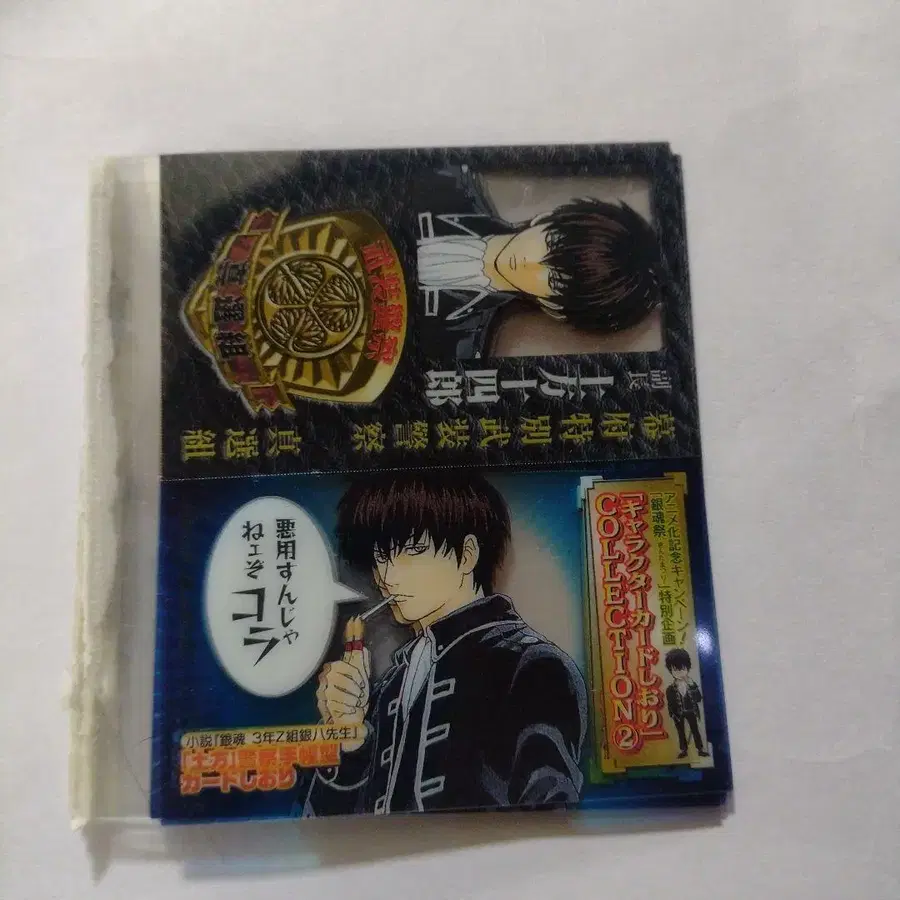 武装警察
真選組
副長 土方十四郎
幕府特別武装警察
真選組
アニメ化記念キャンペーン!
「銀魂祭」特別企画
「キャラクターカードしおり」
COLLECTION②
悪用すんじゃ
ねェぞ
コラ
小説「銀魂 3年Z組銀八先生」
「土方」警察手帳型
カードしおり